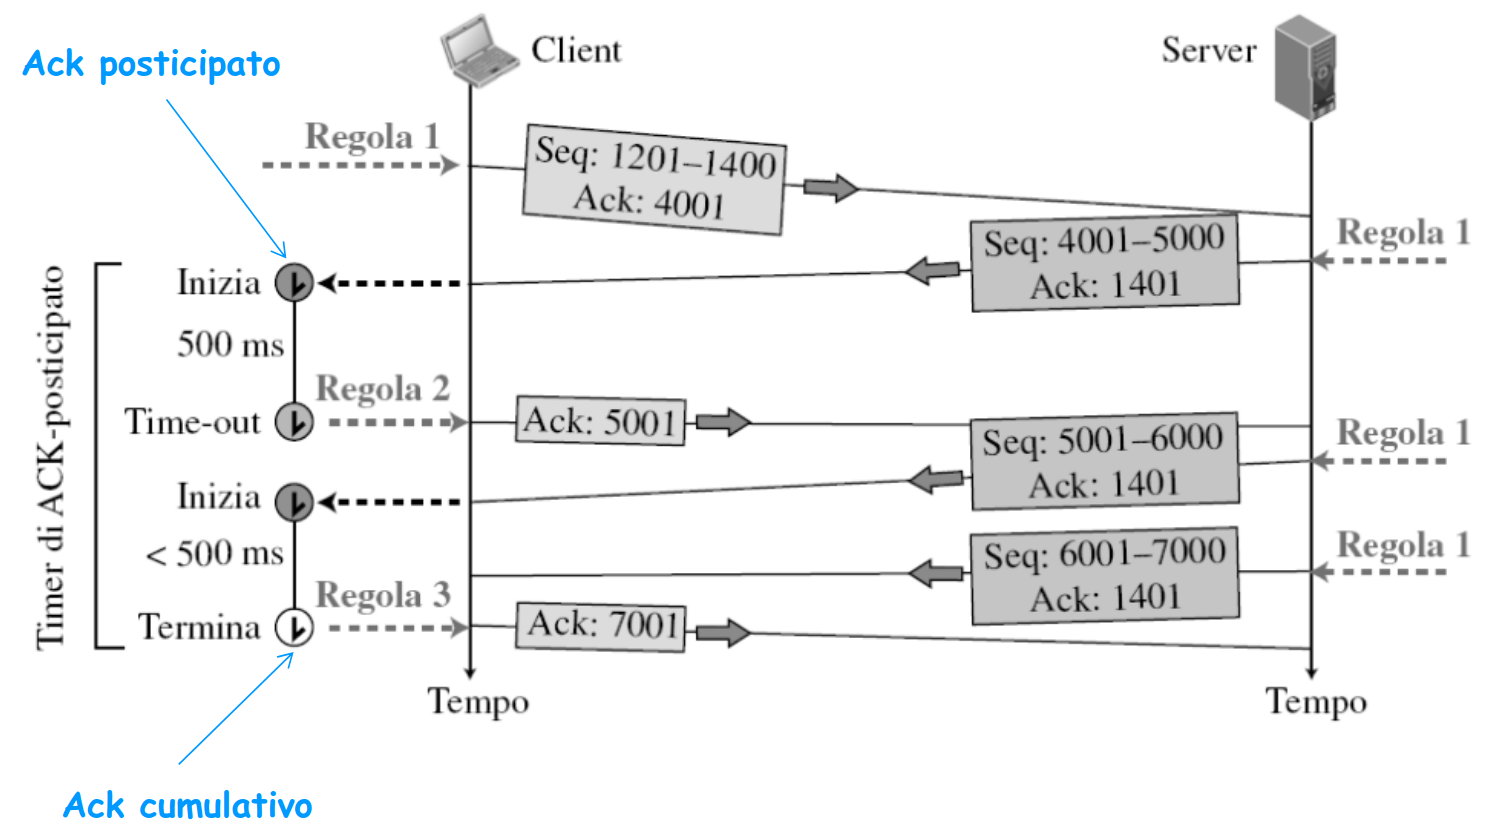 Ack posticipato
Client
Server
Regola 1
Seq: 1201–1400
Ack: 4001
Seq: 4001–5000
Ack: 1401
Regola 1
Timer di ACK-posticipato
Inizia
500 ms
Regola 2
Time-out
Ack: 5001
Seq: 5001–6000
Ack: 1401
Regola 1
Inizia
< 500 ms
Seq: 6001–7000
Ack: 1401
Regola 1
Regola 3
Termina
Ack: 7001
Tempo
Tempo
Ack cumulativo